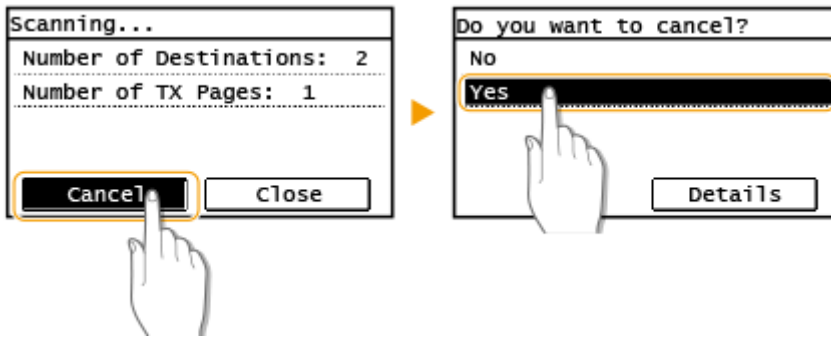 Scanning...
Number of Destinations: 2
Number of TX Pages: 1
Cancel
Close
Do you want to cancel?
No
Yes
Details